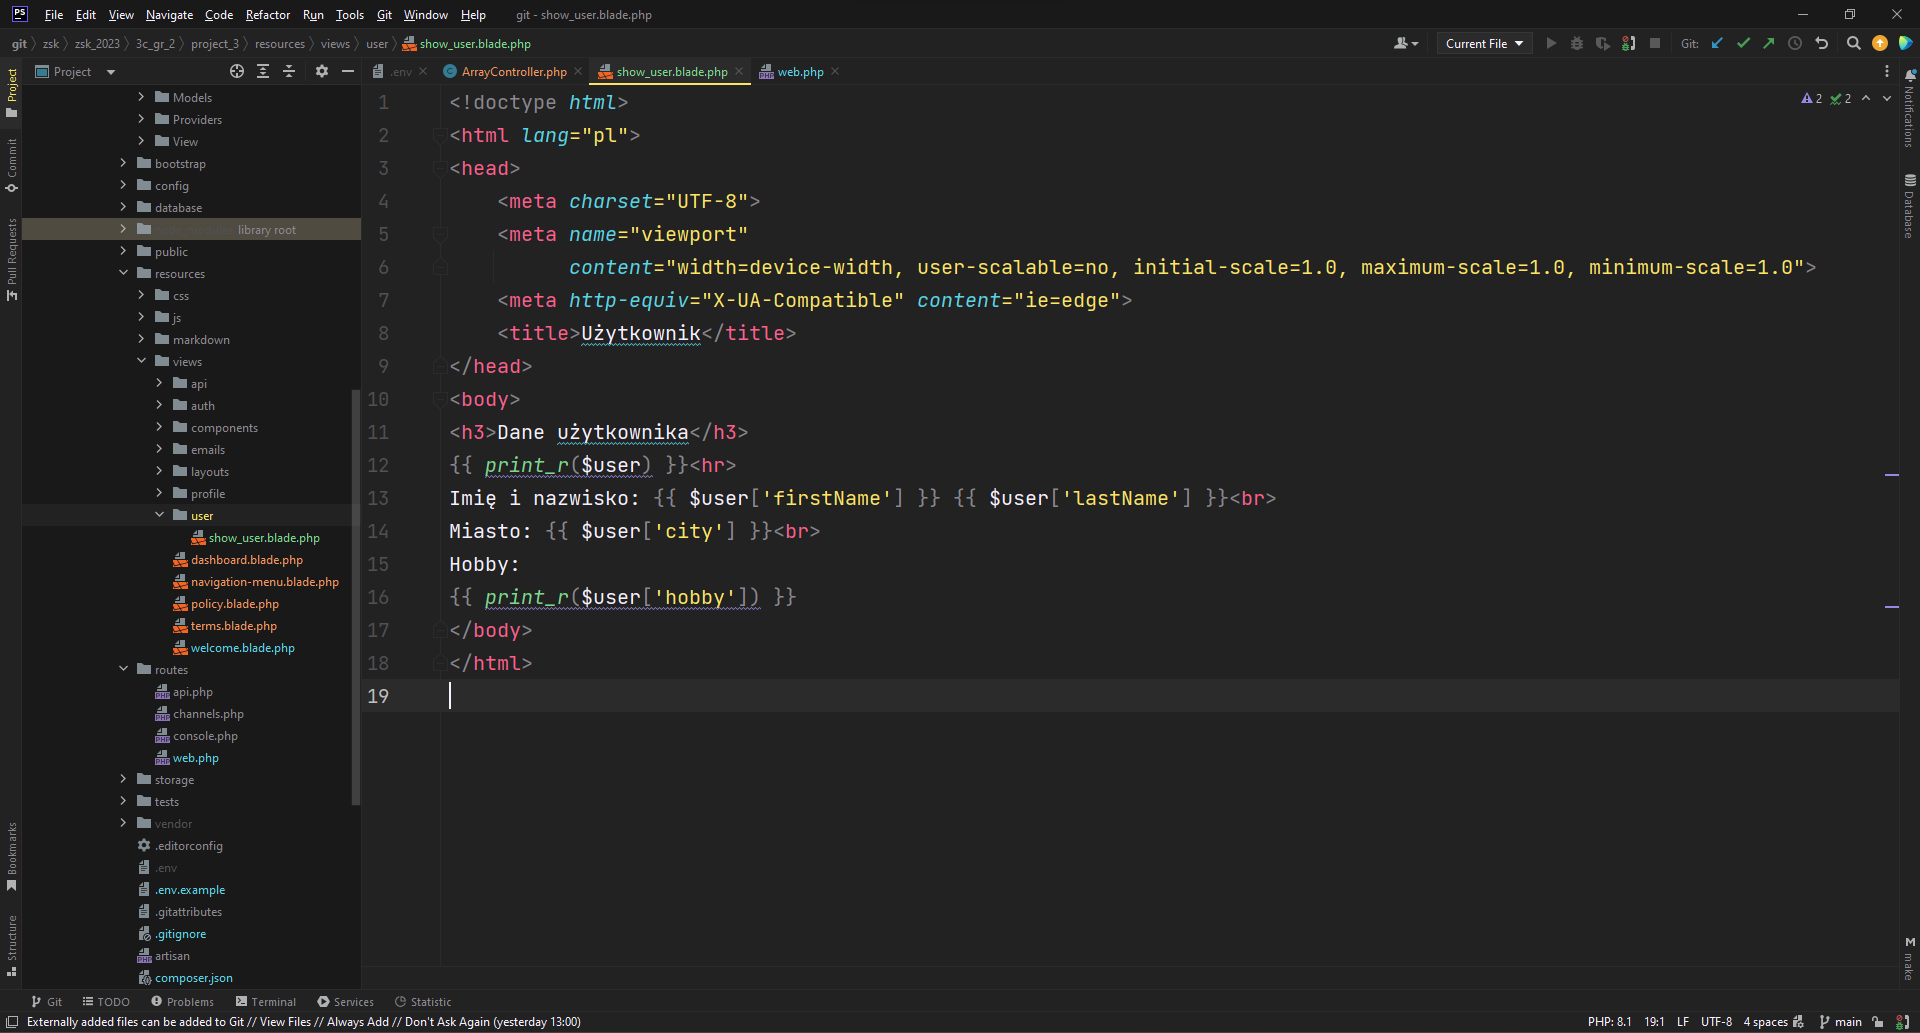 PS File Edit View Navigate Code Refactor Run Tools Git Window Help git - show_user.blade.php
git zsk zsk_2023 3c_gr_2 project_3 resources views user show_user.blade.php Current File Git:
Project .env ArrayController.php show_user.blade.php web.php
Project
Commit
Pull Requests
Bookmarks
Structure
Models
Providers
View
bootstrap
config
database
library root
public
resources
css
js
markdown
views
api
auth
components
emails
layouts
profile
user
show_user.blade.php
dashboard.blade.php
navigation-menu.blade.php
policy.blade.php
terms.blade.php
welcome.blade.php
routes
api.php
channels.php
console.php
web.php
storage
tests
vendor
.editorconfig
.env
.env.example
.gitattributes
.gitignore
artisan
composer.json
2 2
1 <!doctype html>
2 <html lang="pl">
3 <head>
4 <meta charset="UTF-8">
5 <meta name="viewport"
6 content="width=device-width, user-scalable=no, initial-scale=1.0, maximum-scale=1.0, minimum-scale=1.0">
7 <meta http-equiv="X-UA-Compatible" content="ie=edge">
8 <title>Użytkownik</title>
9 </head>
10 <body>
11 <h3>Dane użytkownika</h3>
12 {{ print_r($user) }}<hr>
13 Imię i nazwisko: {{ $user['firstName'] }} {{ $user['lastName'] }}<br>
14 Miasto: {{ $user['city'] }}<br>
15 Hobby:
16 {{ print_r($user['hobby']) }}
17 </body>
18 </html>
19
Notifications
Database
M make
Git TODO Problems Terminal Services Statistic
Externally added files can be added to Git // View Files // Always Add // Don't Ask Again (yesterday 13:00) PHP: 8.1 19:1 LF UTF-8 4 spaces main